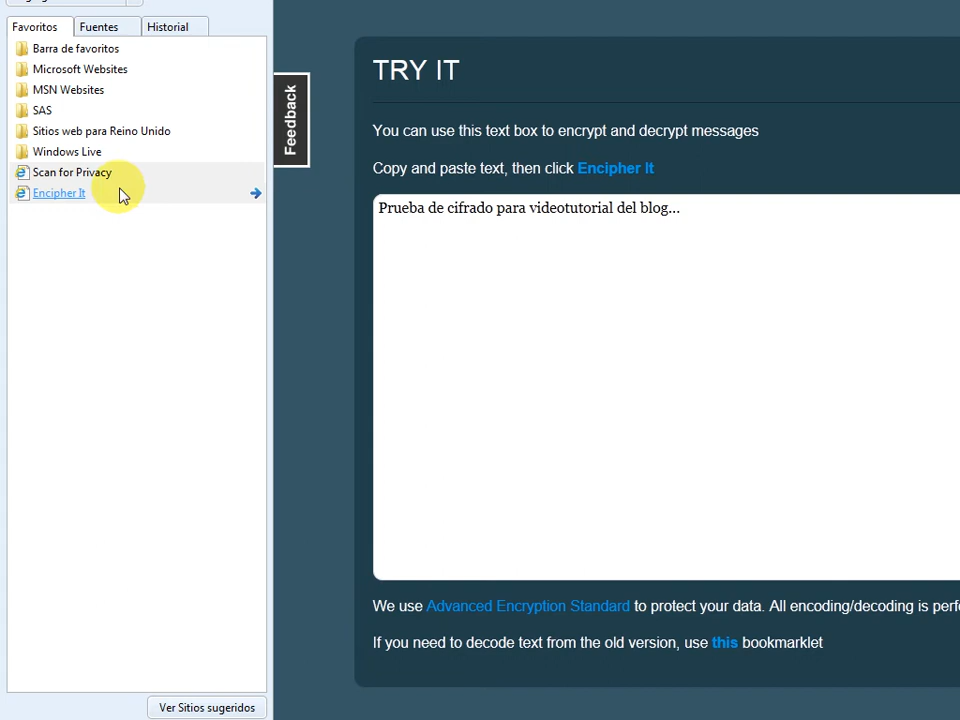 Favoritos
Fuentes
Historial
Barra de favoritos
Microsoft Websites
MSN Websites
SAS
Sitios web para Reino Unido
Windows Live
Scan for Privacy
Encipher It
Ver Sitios sugeridos
Feedback
TRY IT
You can use this text box to encrypt and decrypt messages
Copy and paste text, then click Encipher It
Prueba de cifrado para videotutorial del blog...
We use Advanced Encryption Standard to protect your data. All encoding/decoding is perfo
If you need to decode text from the old version, use this bookmarklet